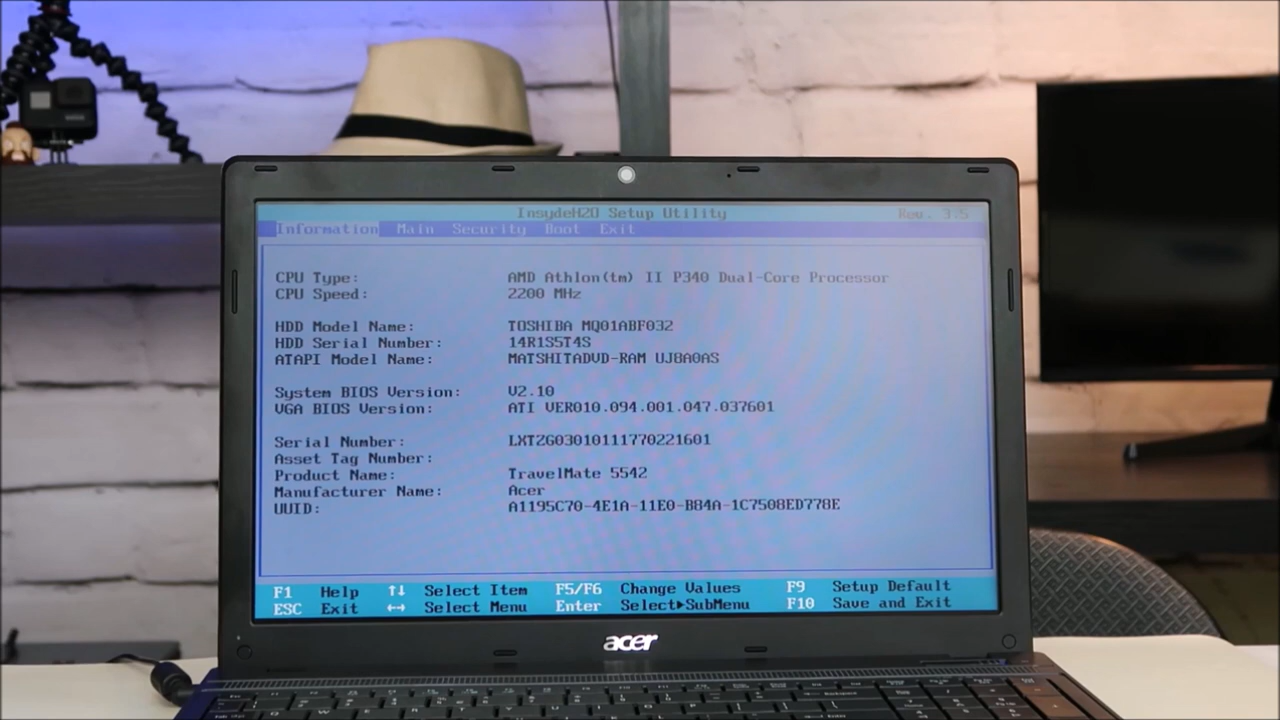 InsydeH2O Setup Utility Rev. 3.5
Information Main Security Boot Exit
CPU Type: AMD Athlon(tm) II P340 Dual-Core Processor
CPU Speed: 2200 MHz
HDD Model Name: TOSHIBA MQ01ABF032
HDD Serial Number: 14R1S5T4S
ATAPI Model Name: MATSHITADVD-RAM UJ8A0AS
System BIOS Version: V2.10
VGA BIOS Version: ATI VER010.094.001.047.037601
Serial Number: LXTZG03010111770221601
Asset Tag Number:
Product Name: TravelMate 5542
Manufacturer Name: Acer
UUID: A1195C70-4E1A-11E0-B84A-1C7508ED778E
F1 Help ↑↓ Select Item F5/F6 Change Values F9 Setup Default
ESC Exit ←→ Select Menu Enter Select▶SubMenu F10 Save and Exit
acer